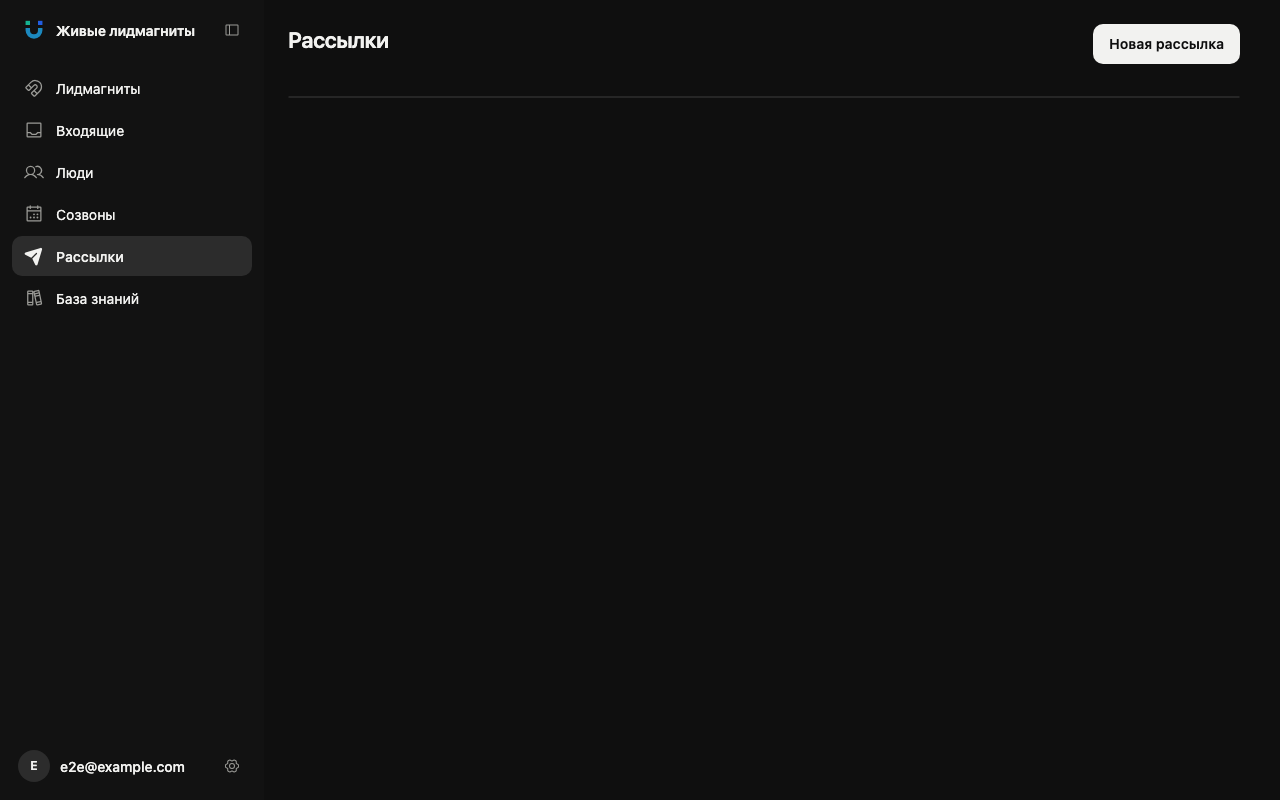 Живые лидмагниты
Лидмагниты
Входящие
Люди
Созвоны
Рассылки
База знаний
E
e2e@example.com
Рассылки
Новая рассылка